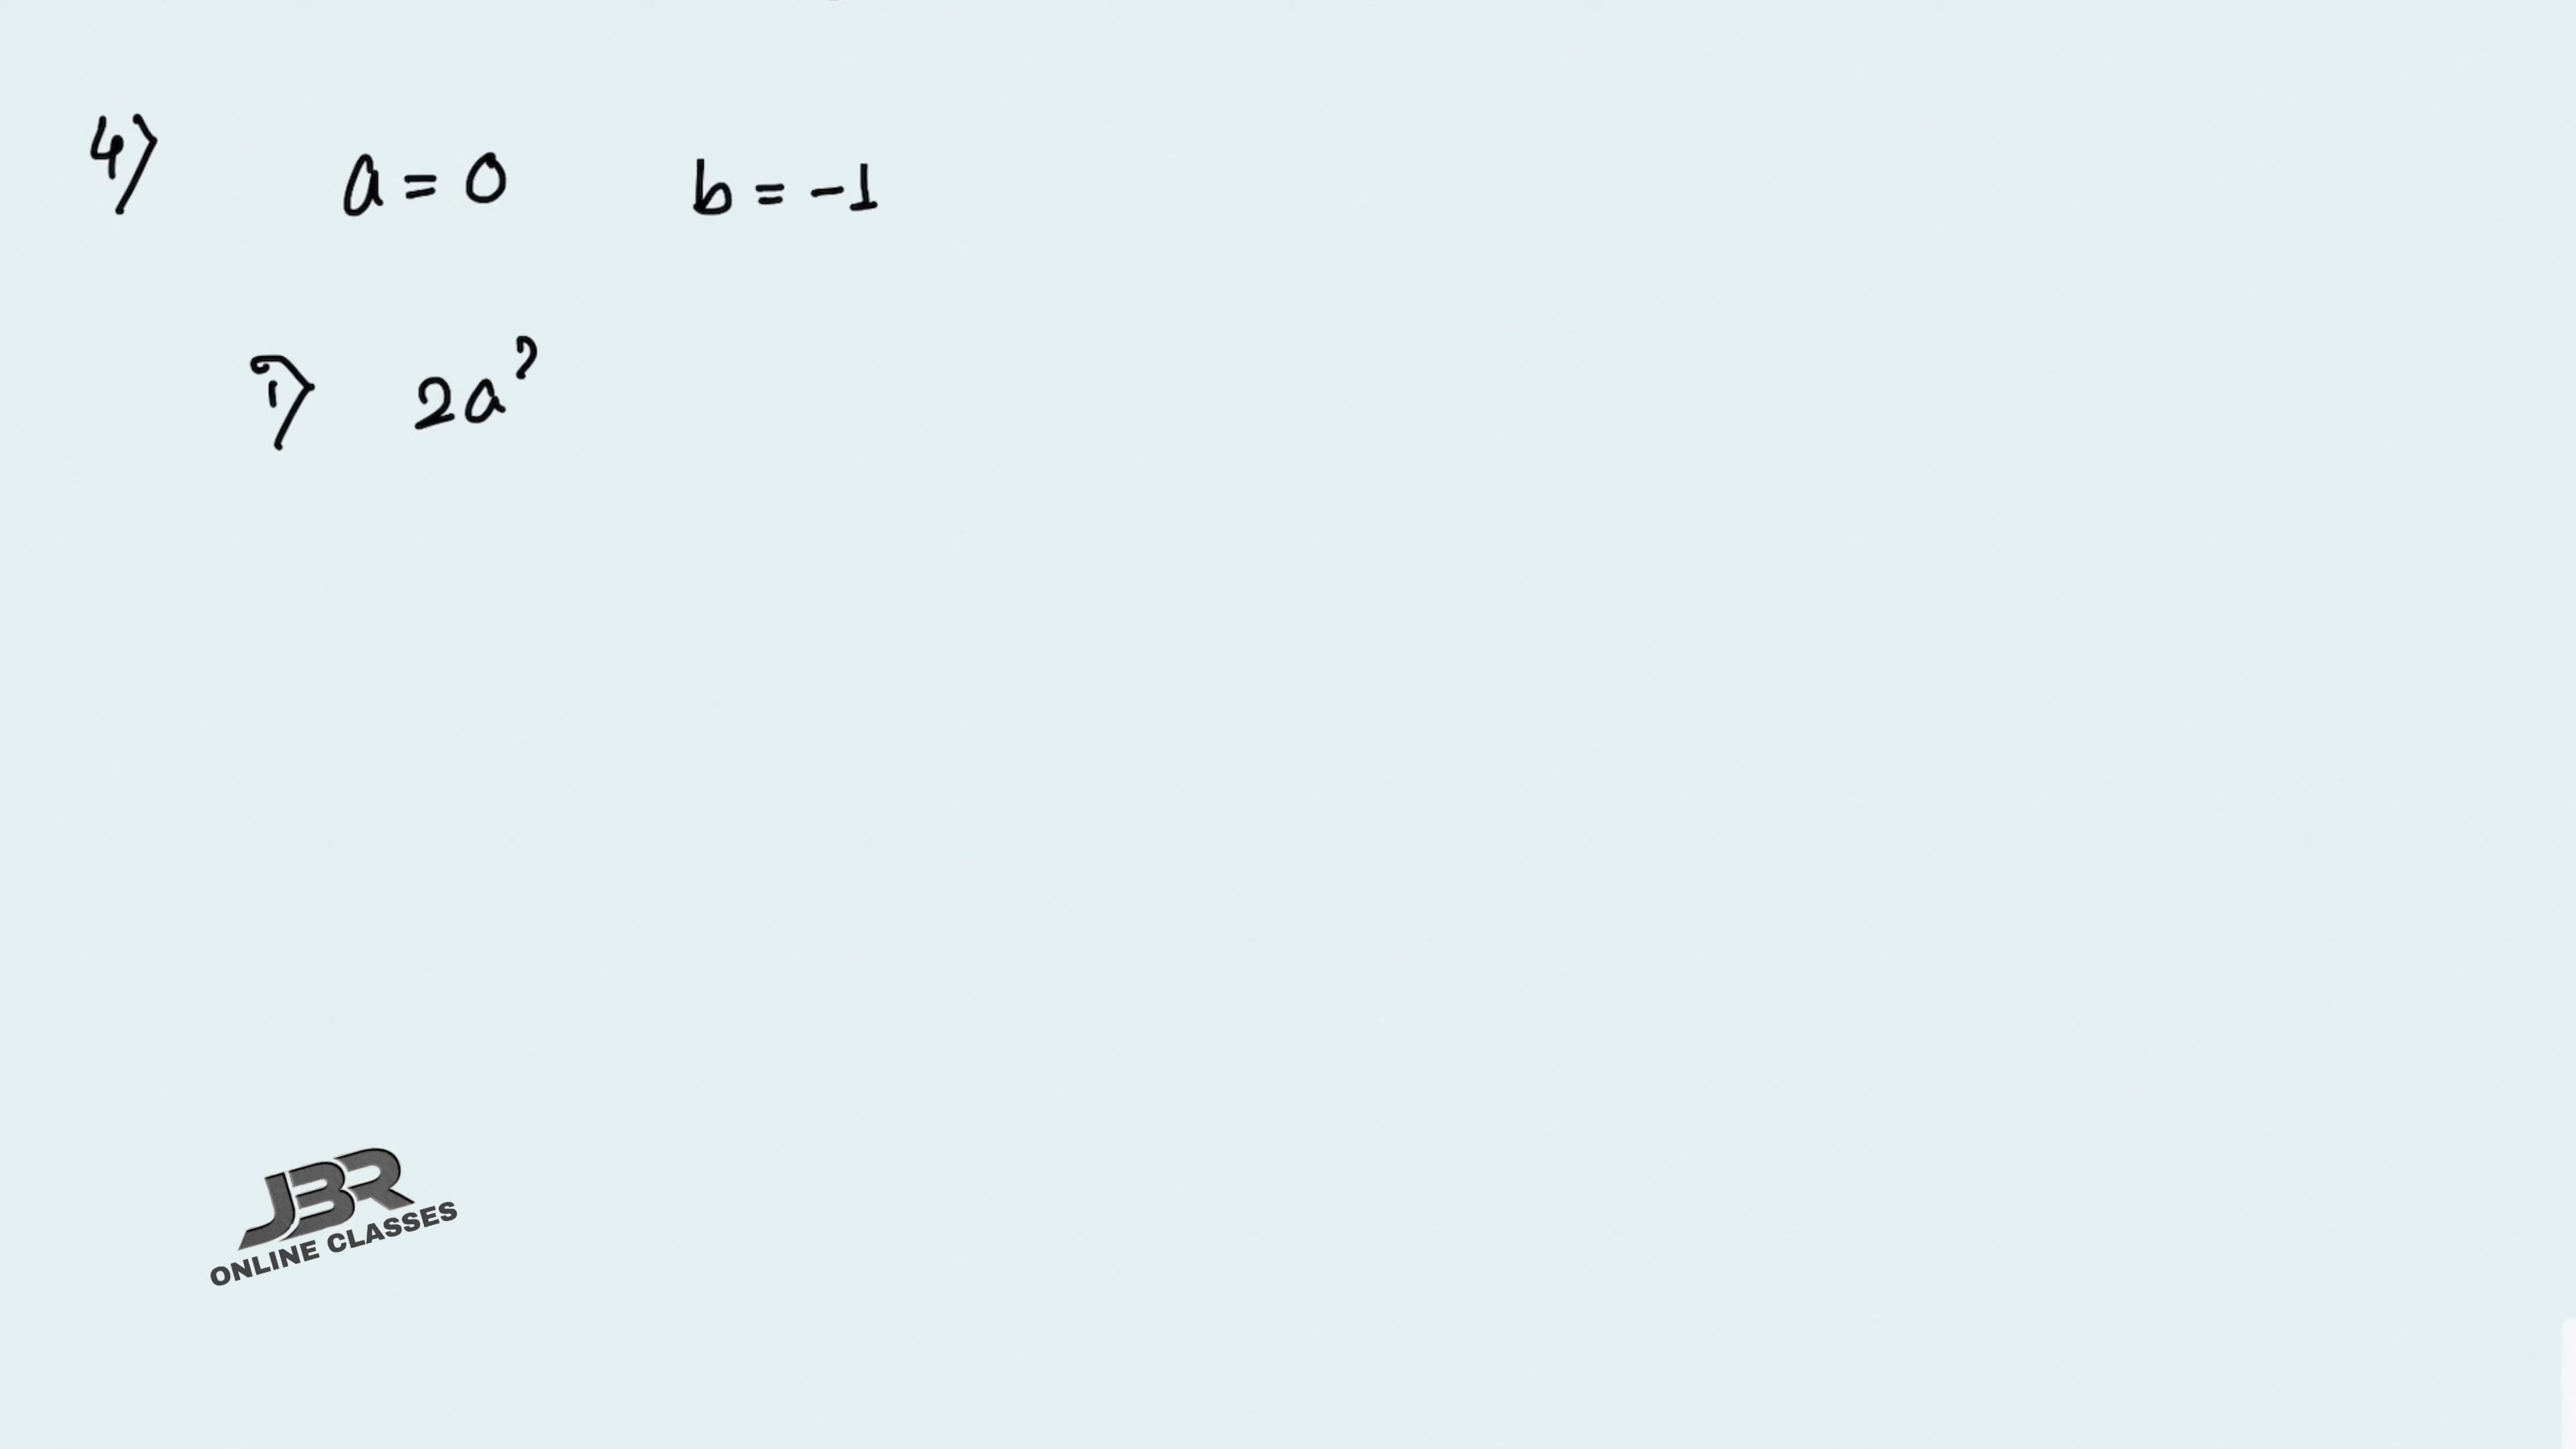 4) a = 0 b = -1
i) 2a²
JBR
ONLINE CLASSES